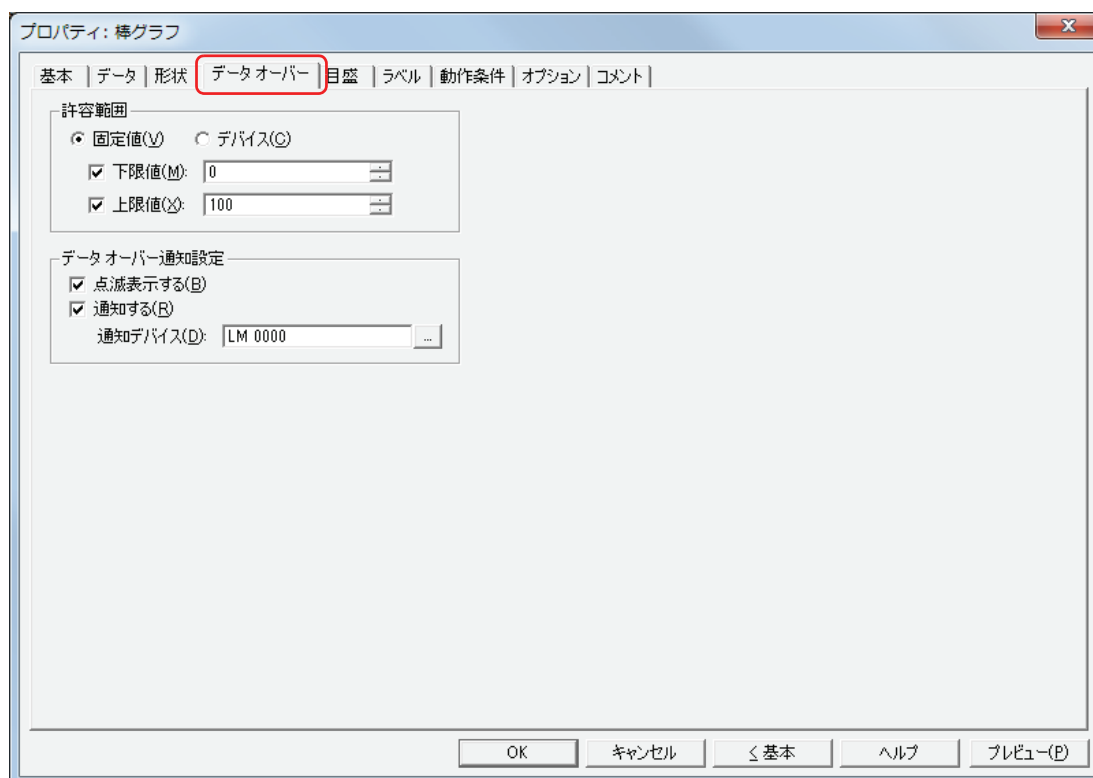 プロパティ: 棒グラフ
基本 データ 形状 データ オーバー 目盛 ラベル 動作条件 オプション コメント
許容範囲
固定値(V) デバイス(C)
下限値(M): 0
上限値(X): 100
データ オーバー通知設定
点滅表示する(B)
通知する(R)
通知デバイス(D): LM 0000 ...
OK キャンセル < 基本 ヘルプ プレビュー(P)